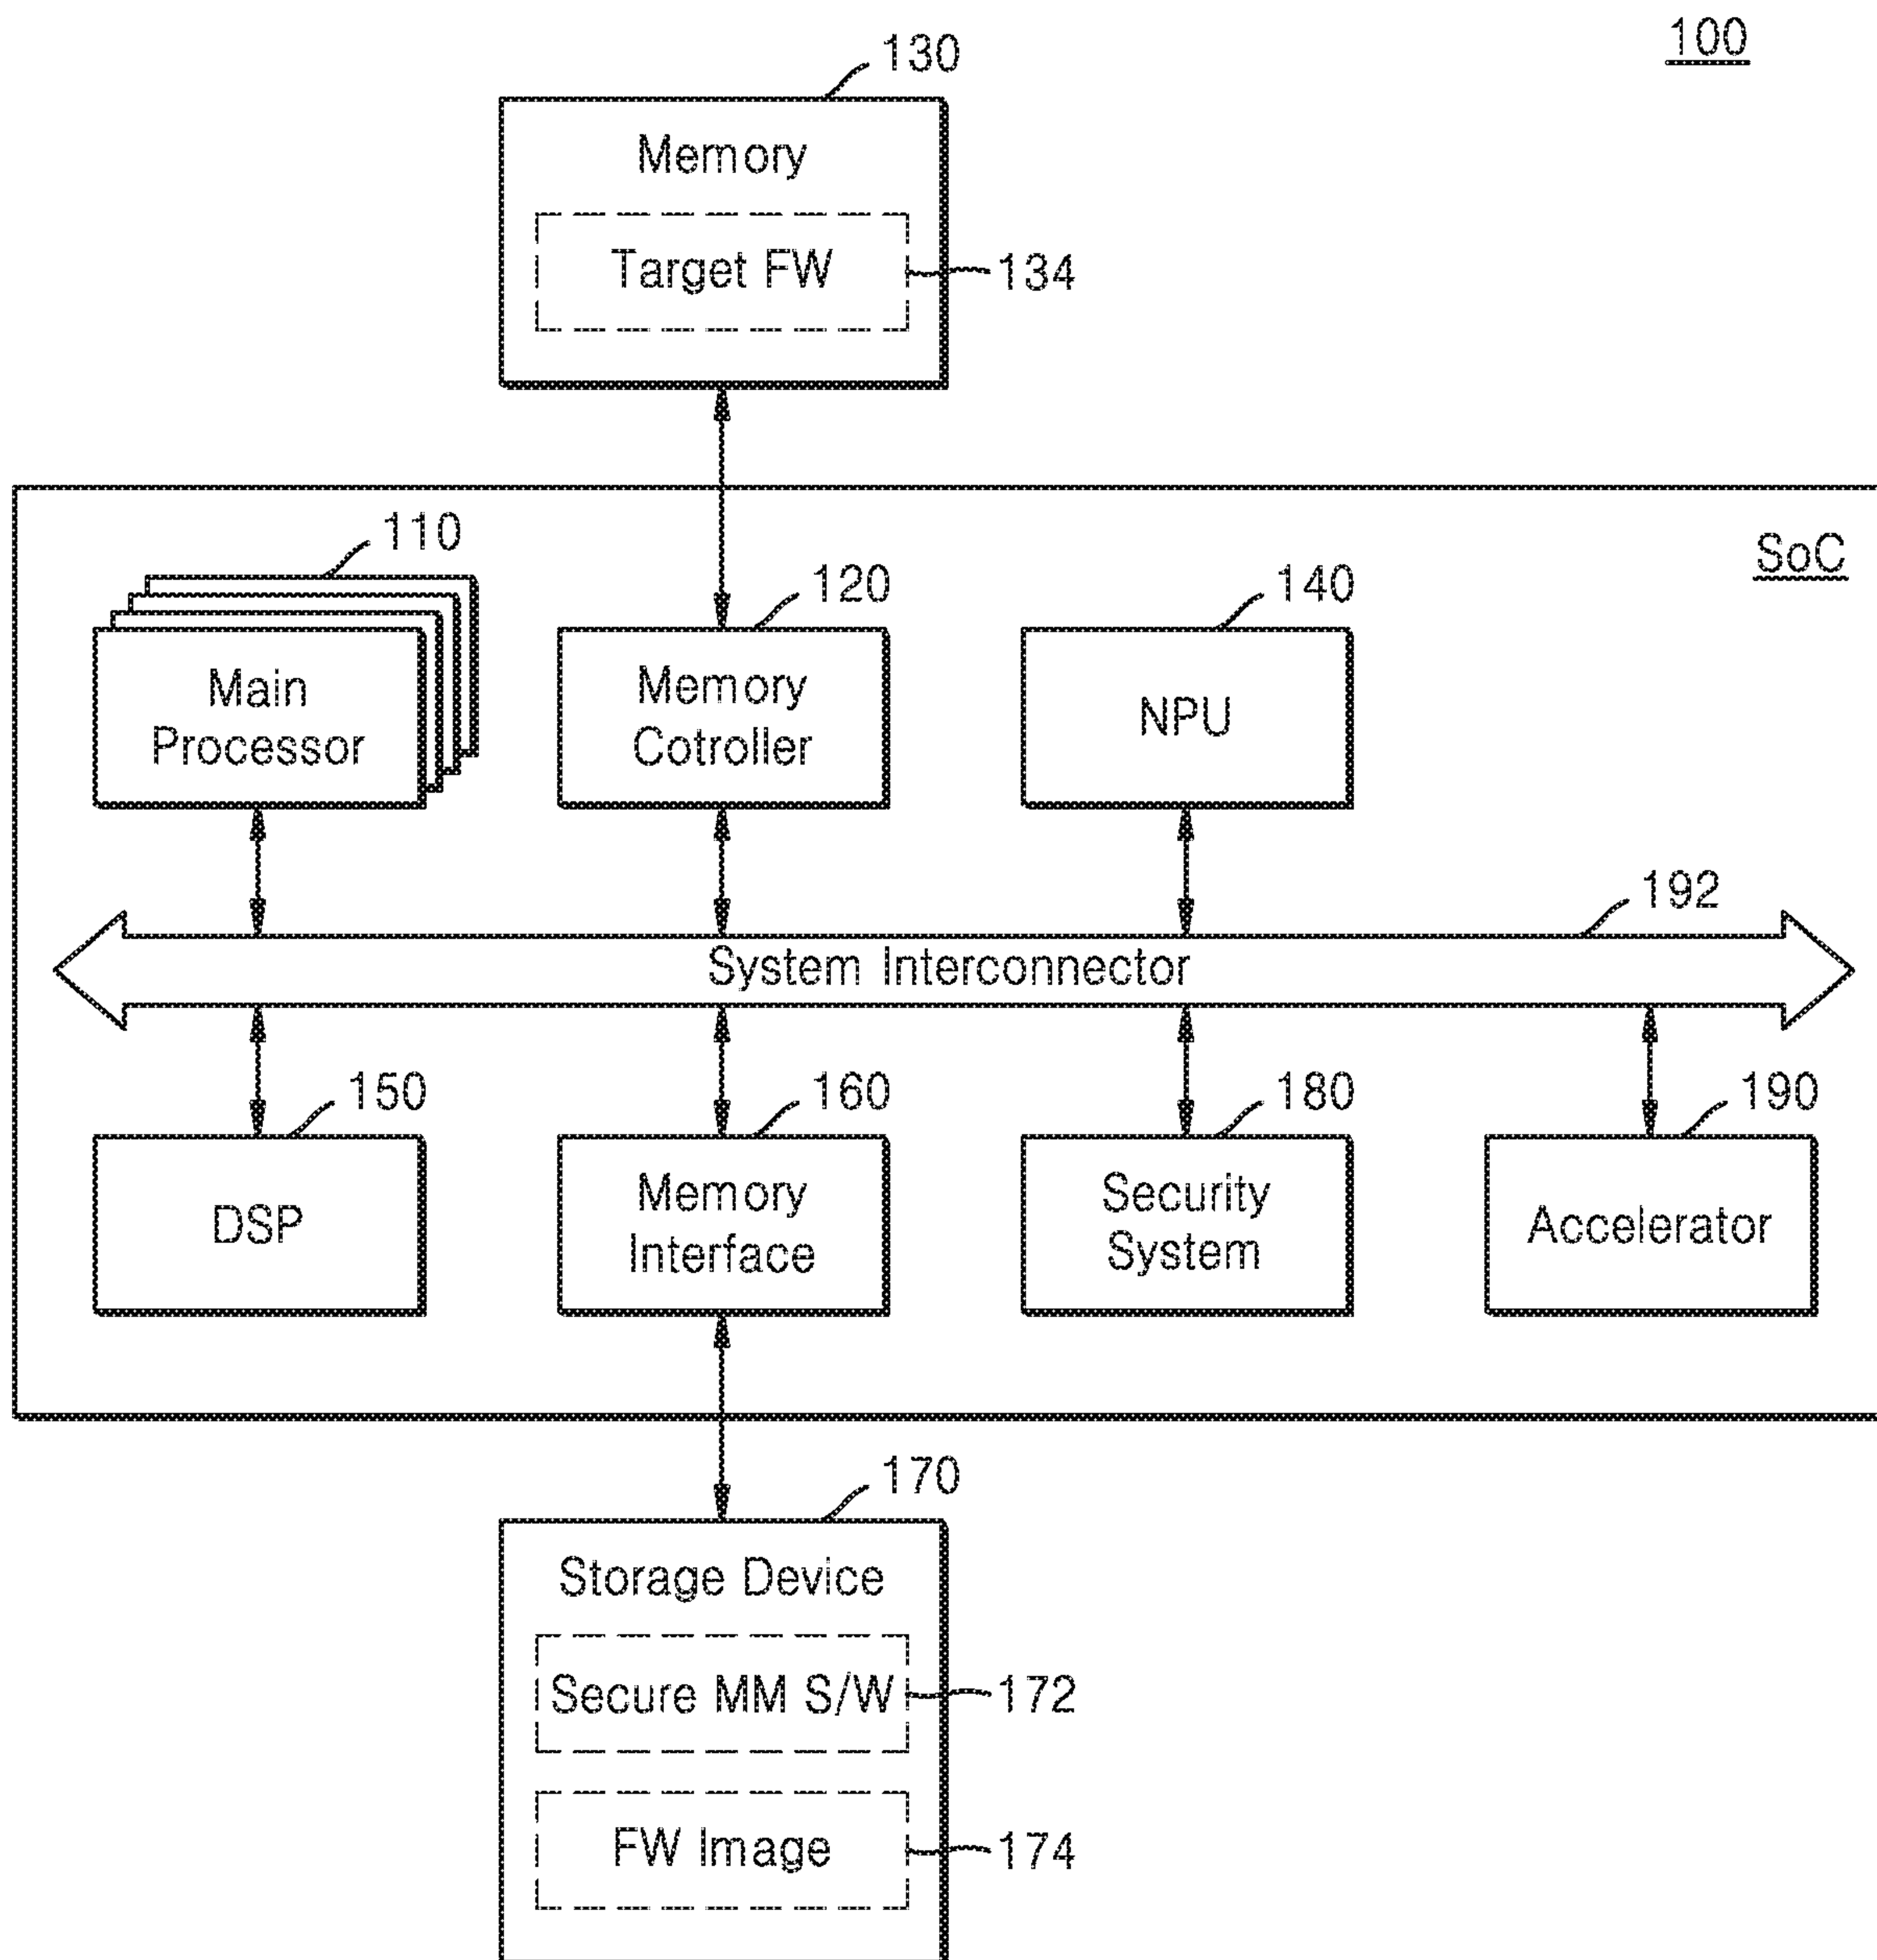 100
130
Memory
Target FW
134
SoC
110
120
140
Main
Processor
Memory
Cotroller
NPU
192
System Interconnector
150
160
180
190
DSP
Memory
Interface
Security
System
Accelerator
170
Storage Device
Secure MM S/W
172
FW Image
174